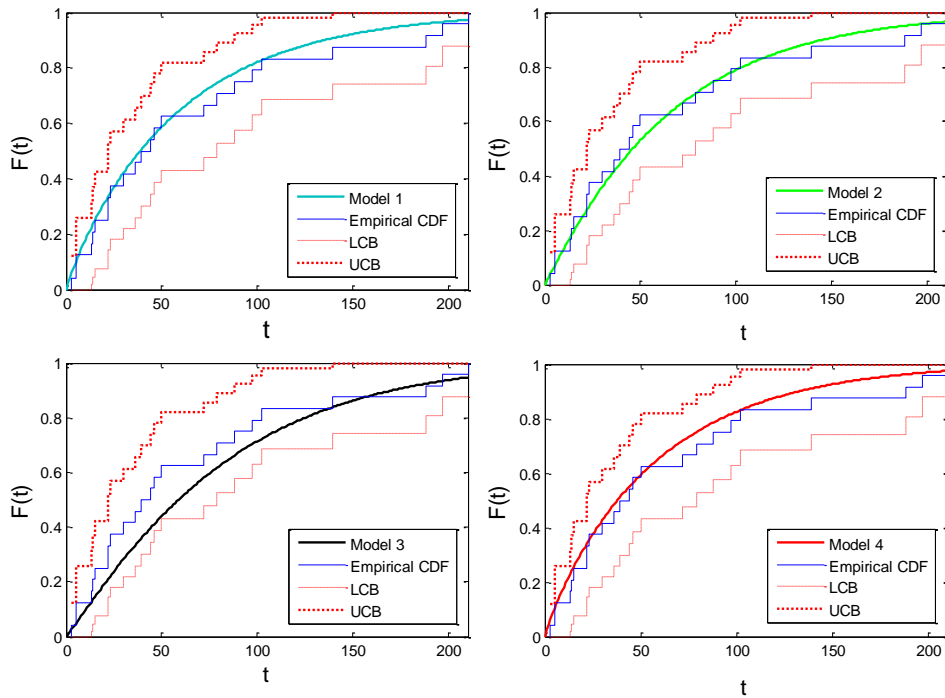 1
0.8
0.6
0.4
0.2
0
F(t)
0 50 100 150 200
t
Model 1
Empirical CDF
LCB
UCB
1
0.8
0.6
0.4
0.2
0
F(t)
0 50 100 150 200
t
Model 2
Empirical CDF
LCB
UCB
1
0.8
0.6
0.4
0.2
0
F(t)
0 50 100 150 200
t
Model 3
Empirical CDF
LCB
UCB
1
0.8
0.6
0.4
0.2
0
F(t)
0 50 100 150 200
t
Model 4
Empirical CDF
LCB
UCB